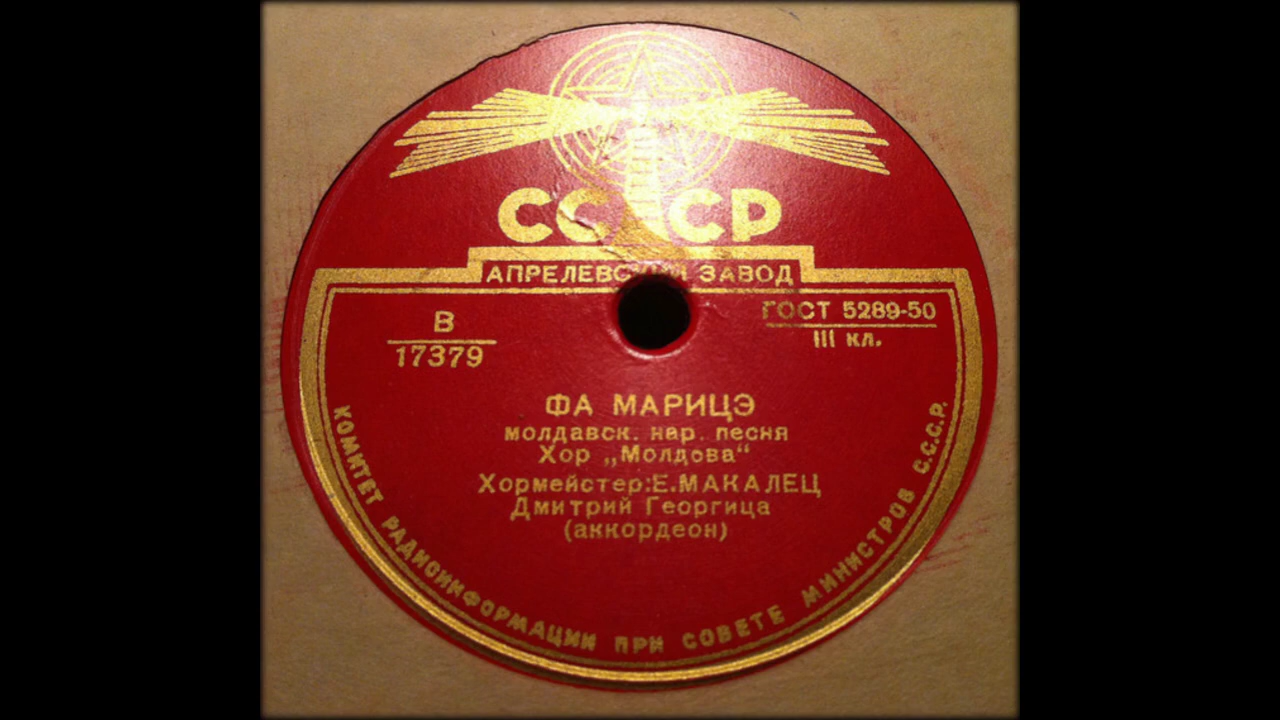 СССР
АПРЕЛЕВСКИЙ ЗАВОД
В
17379
ГОСТ 5289-50
III кл.
ФА МАРИЦЭ
молдавск. нар. песня
Хор „Молдова“
Хормейстер: Е. МАКАЛЕЦ
Дмитрий Георгица
(аккордеон)
КОМИТЕТ РАДИОИНФОРМАЦИИ ПРИ СОВЕТЕ МИНИСТРОВ С.С.С.Р.